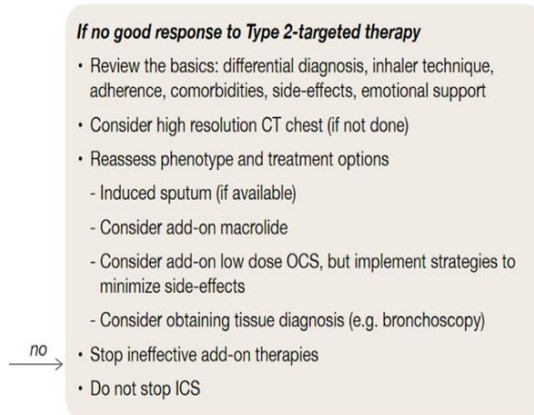 If no good response to Type 2-targeted therapy
• Review the basics: differential diagnosis, inhaler technique,
adherence, comorbidities, side-effects, emotional support
• Consider high resolution CT chest (if not done)
• Reassess phenotype and treatment options
- Induced sputum (if available)
- Consider add-on macrolide
- Consider add-on low dose OCS, but implement strategies to
minimize side-effects
- Consider obtaining tissue diagnosis (e.g. bronchoscopy)
no
• Stop ineffective add-on therapies
• Do not stop ICS